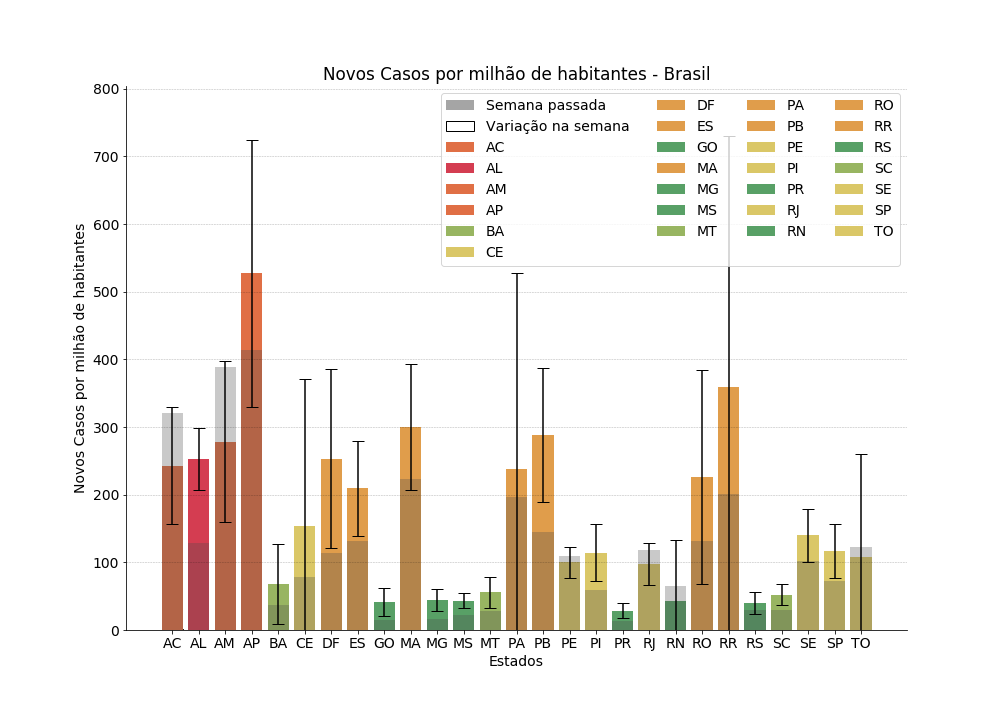 Novos Casos por milhão de habitantes - Brasil
Novos Casos por milhão de habitantes
800
700
600
500
400
300
200
100
0
Semana passada
Variação na semana
AC
AL
AM
AP
BA
CE
DF
ES
GO
MA
MG
MS
MT
PA
PB
PE
PI
PR
RJ
RN
RO
RR
RS
SC
SE
SP
TO
AC AL AM AP BA CE DF ES GO MA MG MS MT PA PB PE PI PR RJ RN RO RR RS SC SE SP TO
Estados